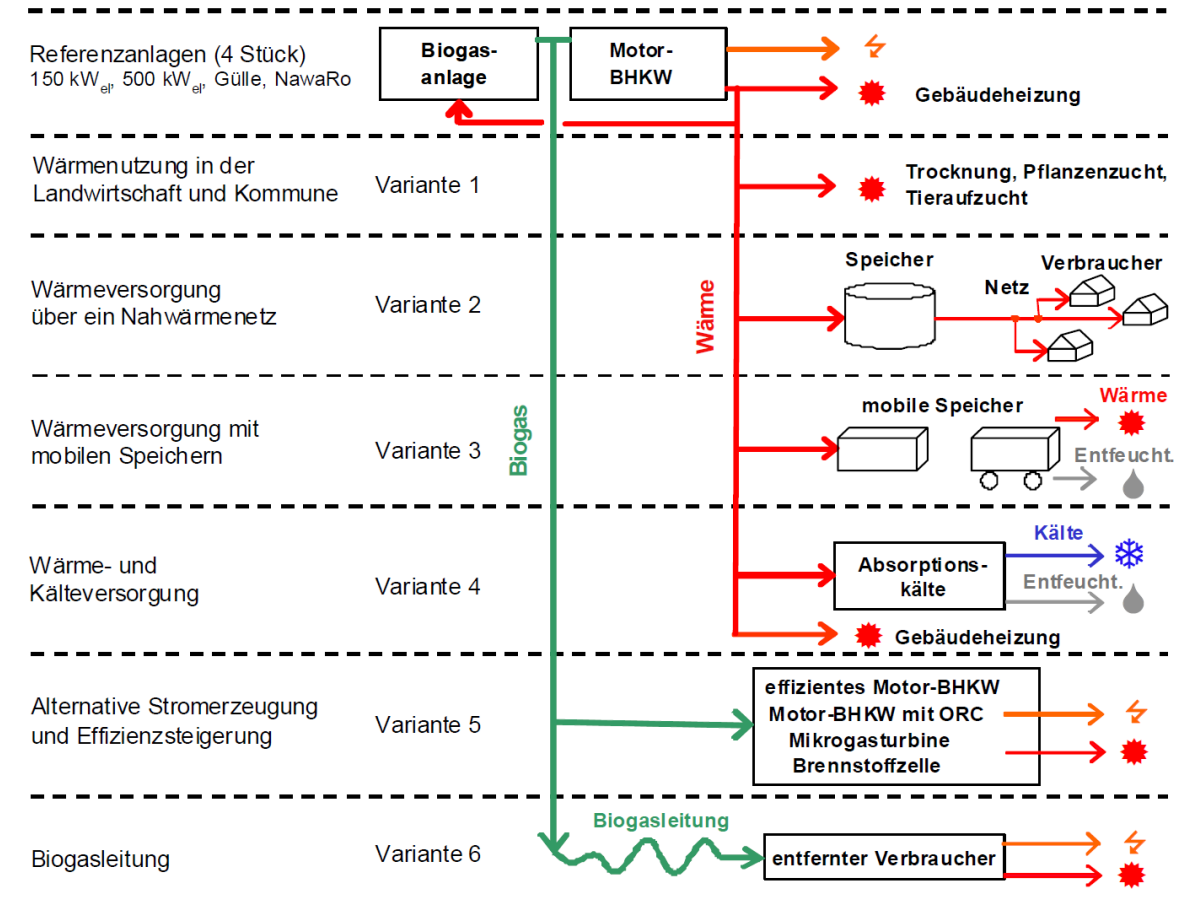 Referenzanlagen (4 Stück)
150 kWel, 500 kWel, Gülle, NawaRo
Biogas-
anlage
Motor-
BHKW
Gebäudeheizung
Wärmenutzung in der
Landwirtschaft und Kommune
Variante 1
Trocknung, Pflanzenzucht,
Tieraufzucht
Wärmeversorgung
über ein Nahwärmenetz
Variante 2
Wärme
Speicher
Netz
Verbraucher
Wärmeversorgung mit
mobilen Speichern
Variante 3
Biogas
mobile Speicher
Wärme
Entfeucht.
Wärme- und
Kälteversorgung
Variante 4
Absorptions-
kälte
Kälte
Entfeucht.
Gebäudeheizung
Alternative Stromerzeugung
und Effizienzsteigerung
Variante 5
effizientes Motor-BHKW
Motor-BHKW mit ORC
Mikrogasturbine
Brennstoffzelle
Biogasleitung
Variante 6
Biogasleitung
entfernter Verbraucher